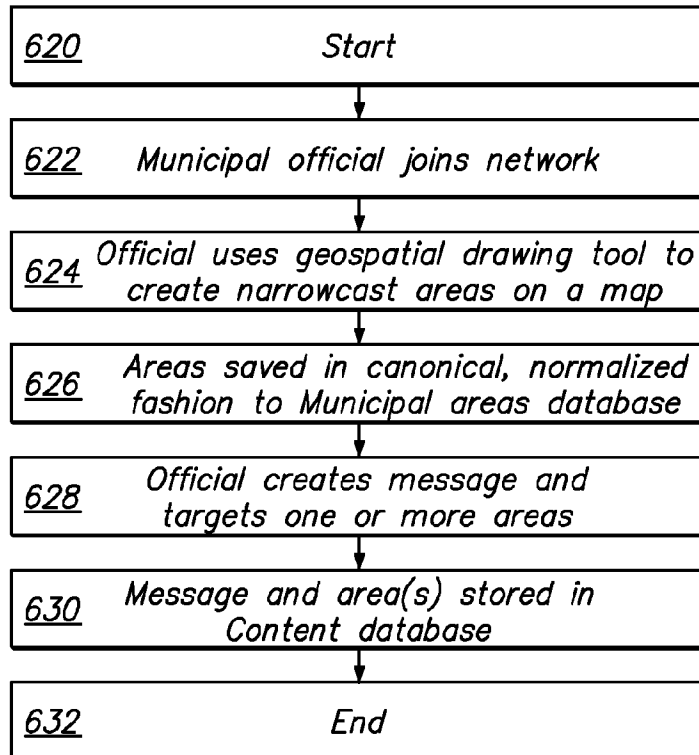 620 Start
622 Municipal official joins network
624 Official uses geospatial drawing tool to
create narrowcast areas on a map
626 Areas saved in canonical, normalized
fashion to Municipal areas database
628 Official creates message and
targets one or more areas
630 Message and area(s) stored in
Content database
632 End